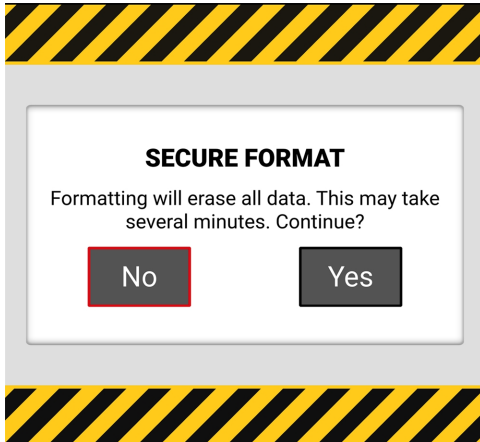 SECURE FORMAT
Formatting will erase all data. This may take
several minutes. Continue?
No
Yes